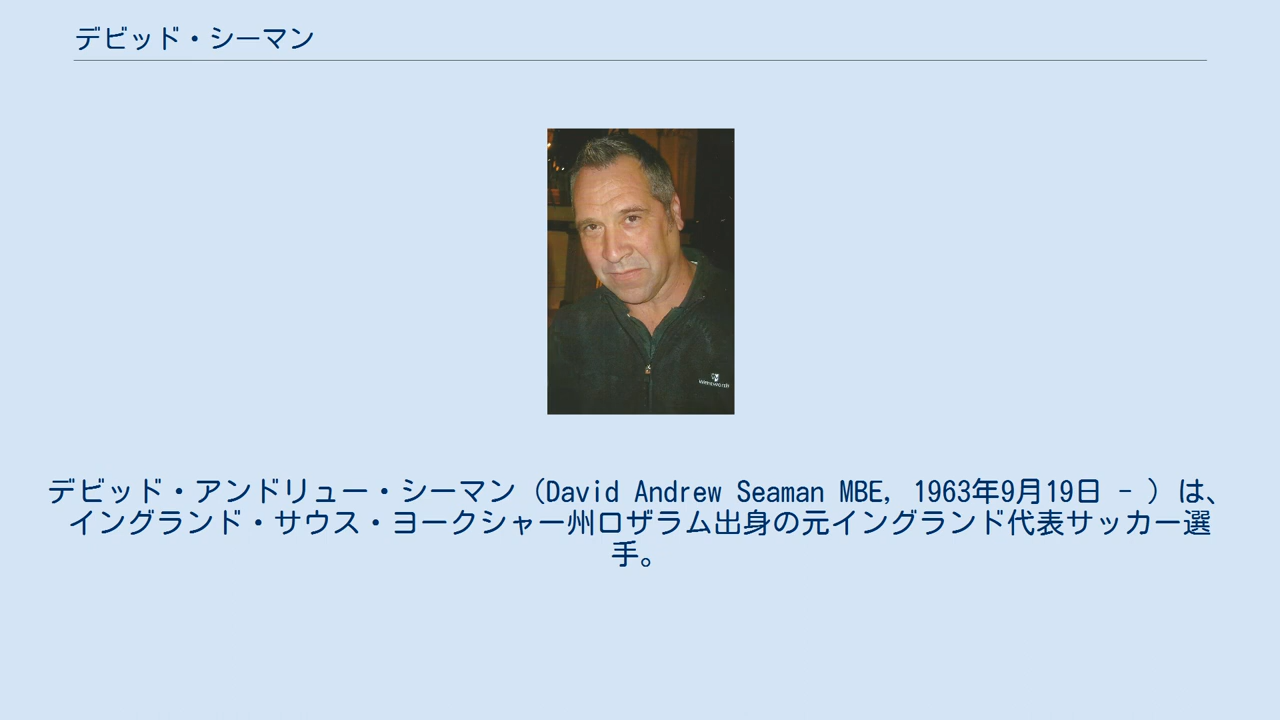 デビッド・シーマン
デビッド・アンドリュー・シーマン（David Andrew Seaman MBE, 1963年9月19日 - ）は、
イングランド・サウス・ヨークシャー州ロザラム出身の元イングランド代表サッカー選
手。